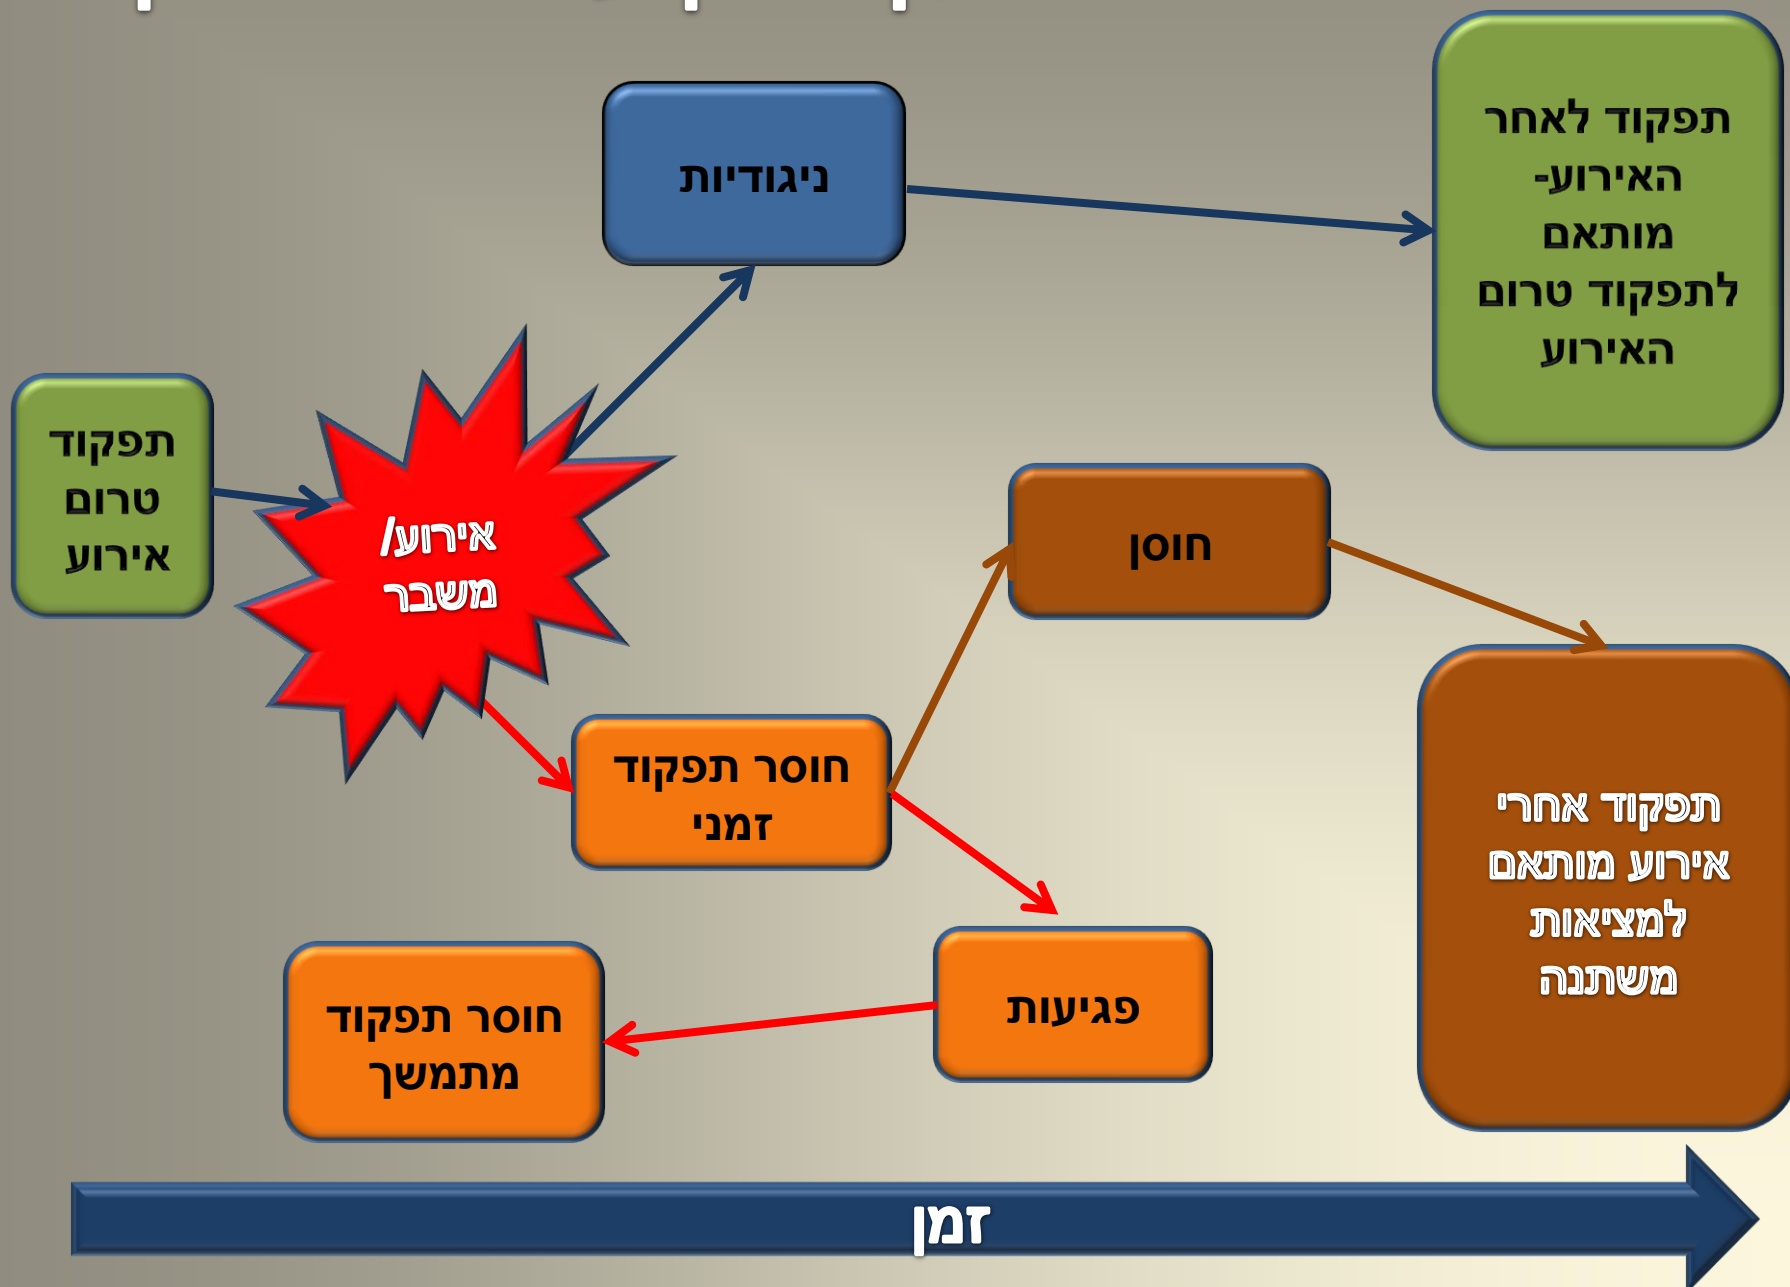 ניגודיות
תפקוד לאחר
האירוע-
מותאם
לתפקוד טרום
האירוע
תפקוד
טרום
אירוע
אירוע/
משבר
חוסן
חוסר תפקוד
זמני
תפקוד אחרי
אירוע מותאם
למציאות
משתנה
פגיעות
חוסר תפקוד
מתמשך
זמן